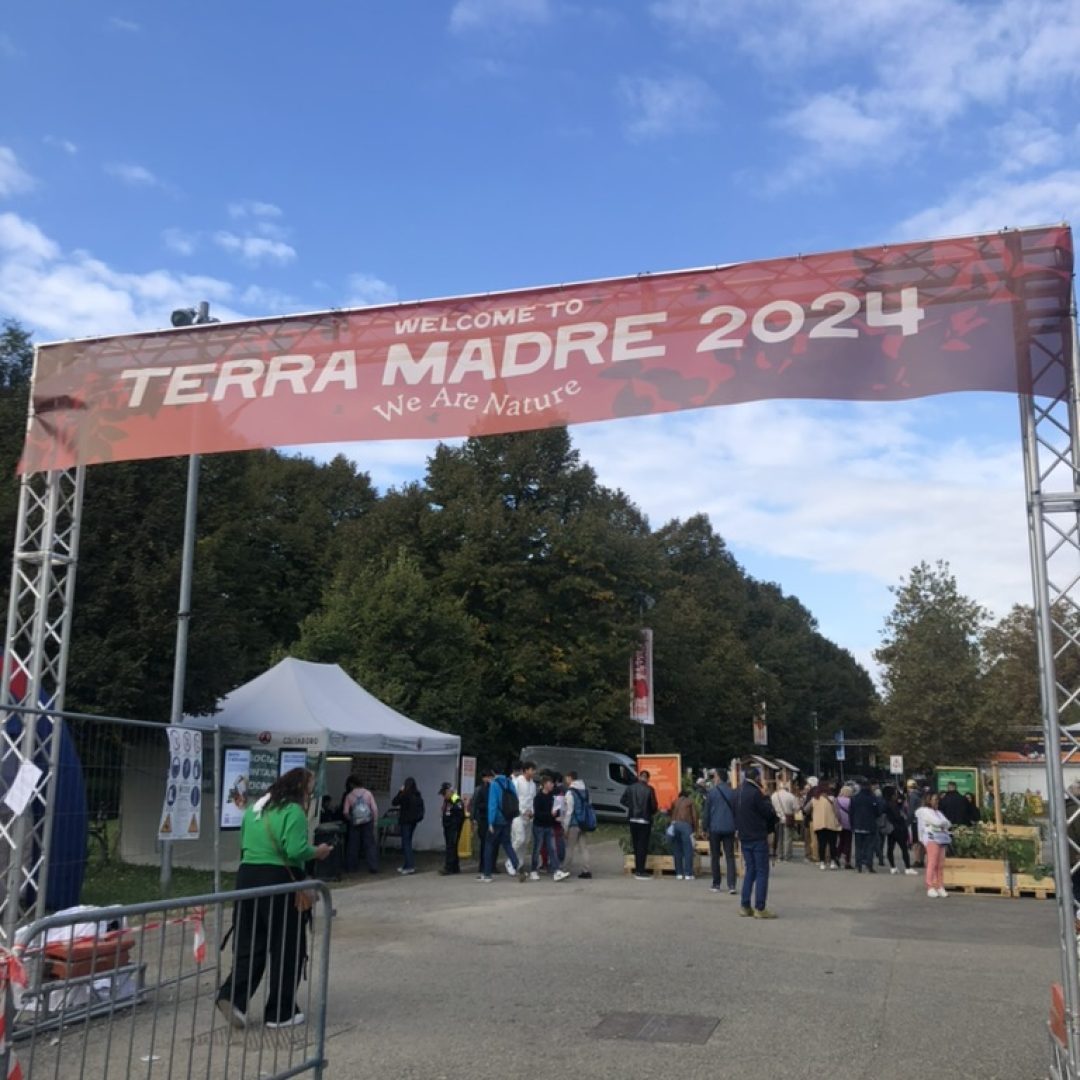 WELCOME TO
TERRA MADRE 2024
We Are Nature